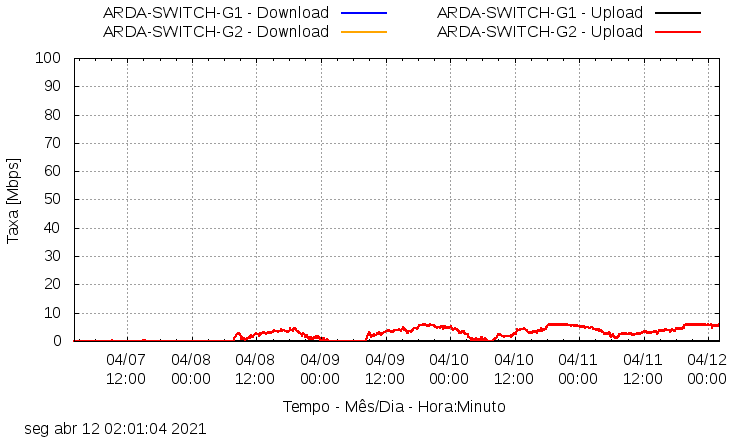 ARDA-SWITCH-G1 - Download ARDA-SWITCH-G1 - Upload
ARDA-SWITCH-G2 - Download ARDA-SWITCH-G2 - Upload
100
90
80
70
60
50
40
30
20
10
0
Taxa [Mbps]
04/07 04/08 04/08 04/09 04/09 04/10 04/10 04/11 04/11 04/12
12:00 00:00 12:00 00:00 12:00 00:00 12:00 00:00 12:00 00:00
Tempo - Mês/Dia - Hora:Minuto
seg abr 12 02:01:04 2021